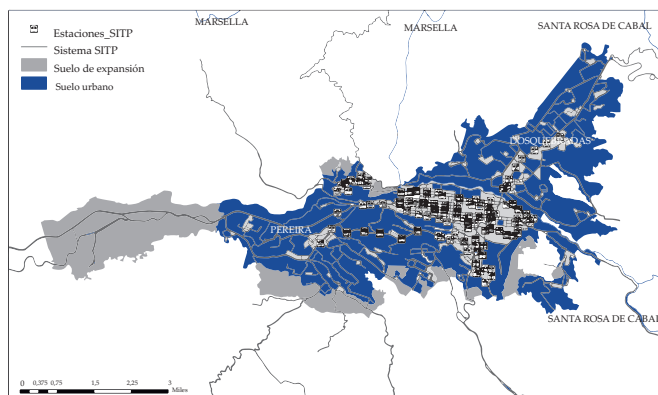 MARSELLA
MARSELLA
SANTA ROSA DE CABAL
Estaciones_SITP
Sistema SITP
Suelo de expansión
Suelo urbano
DOSQUEBRADAS
PEREIRA
SANTA ROSA DE CABAL
0 0,375 0,75 1,5 2,25 3
Miles